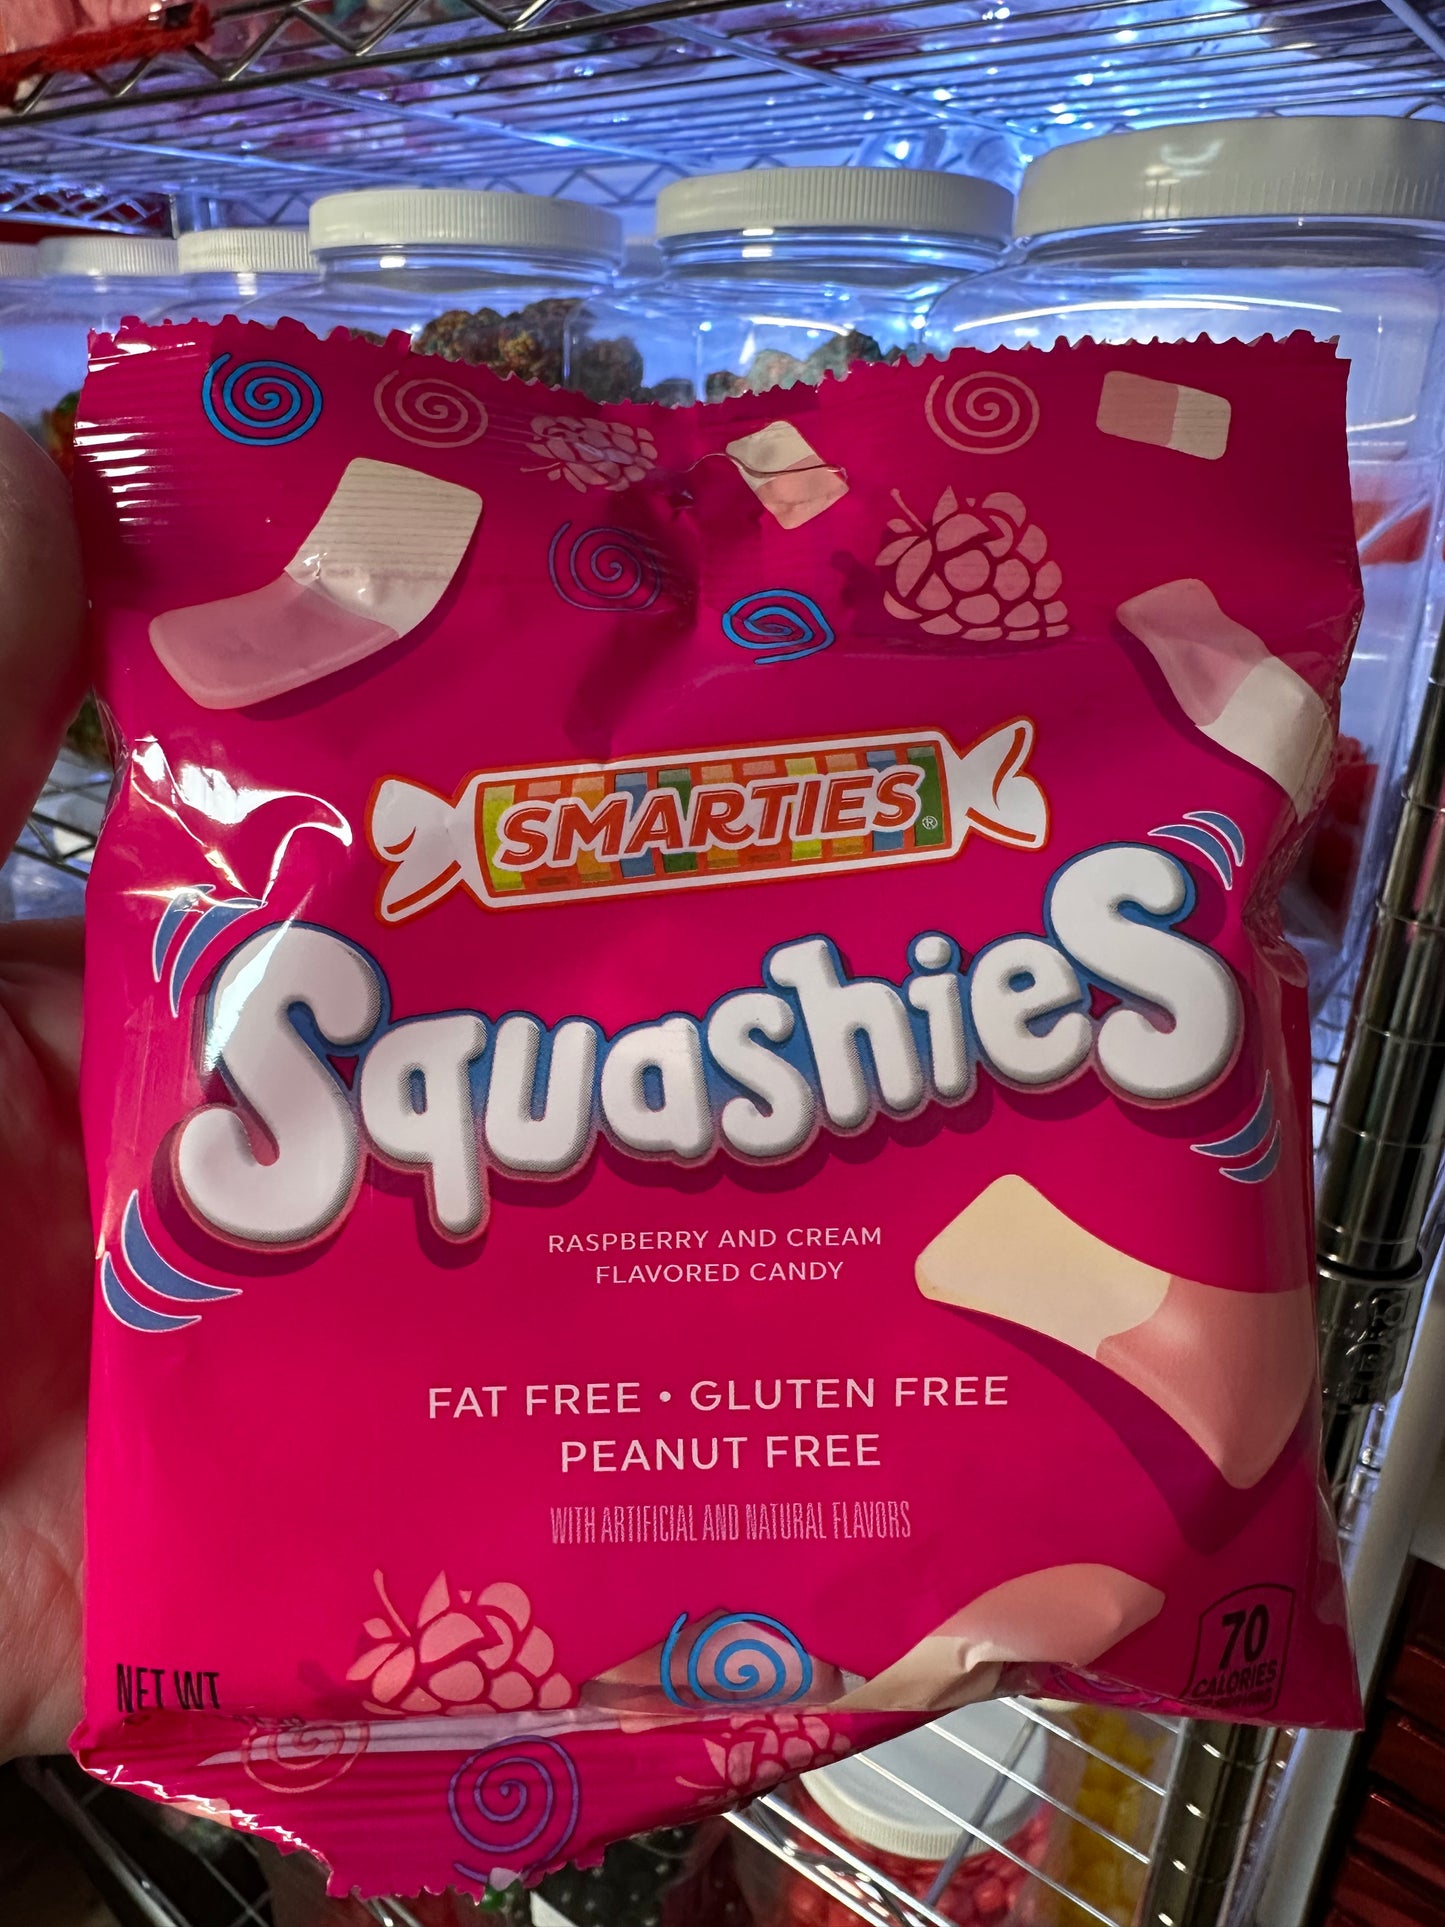 SMARTIES®
Squashies
RASPBERRY AND CREAM
FLAVORED CANDY
FAT FREE • GLUTEN FREE
PEANUT FREE
WITH ARTIFICIAL AND NATURAL FLAVORS
NET WT
70
CALORIES